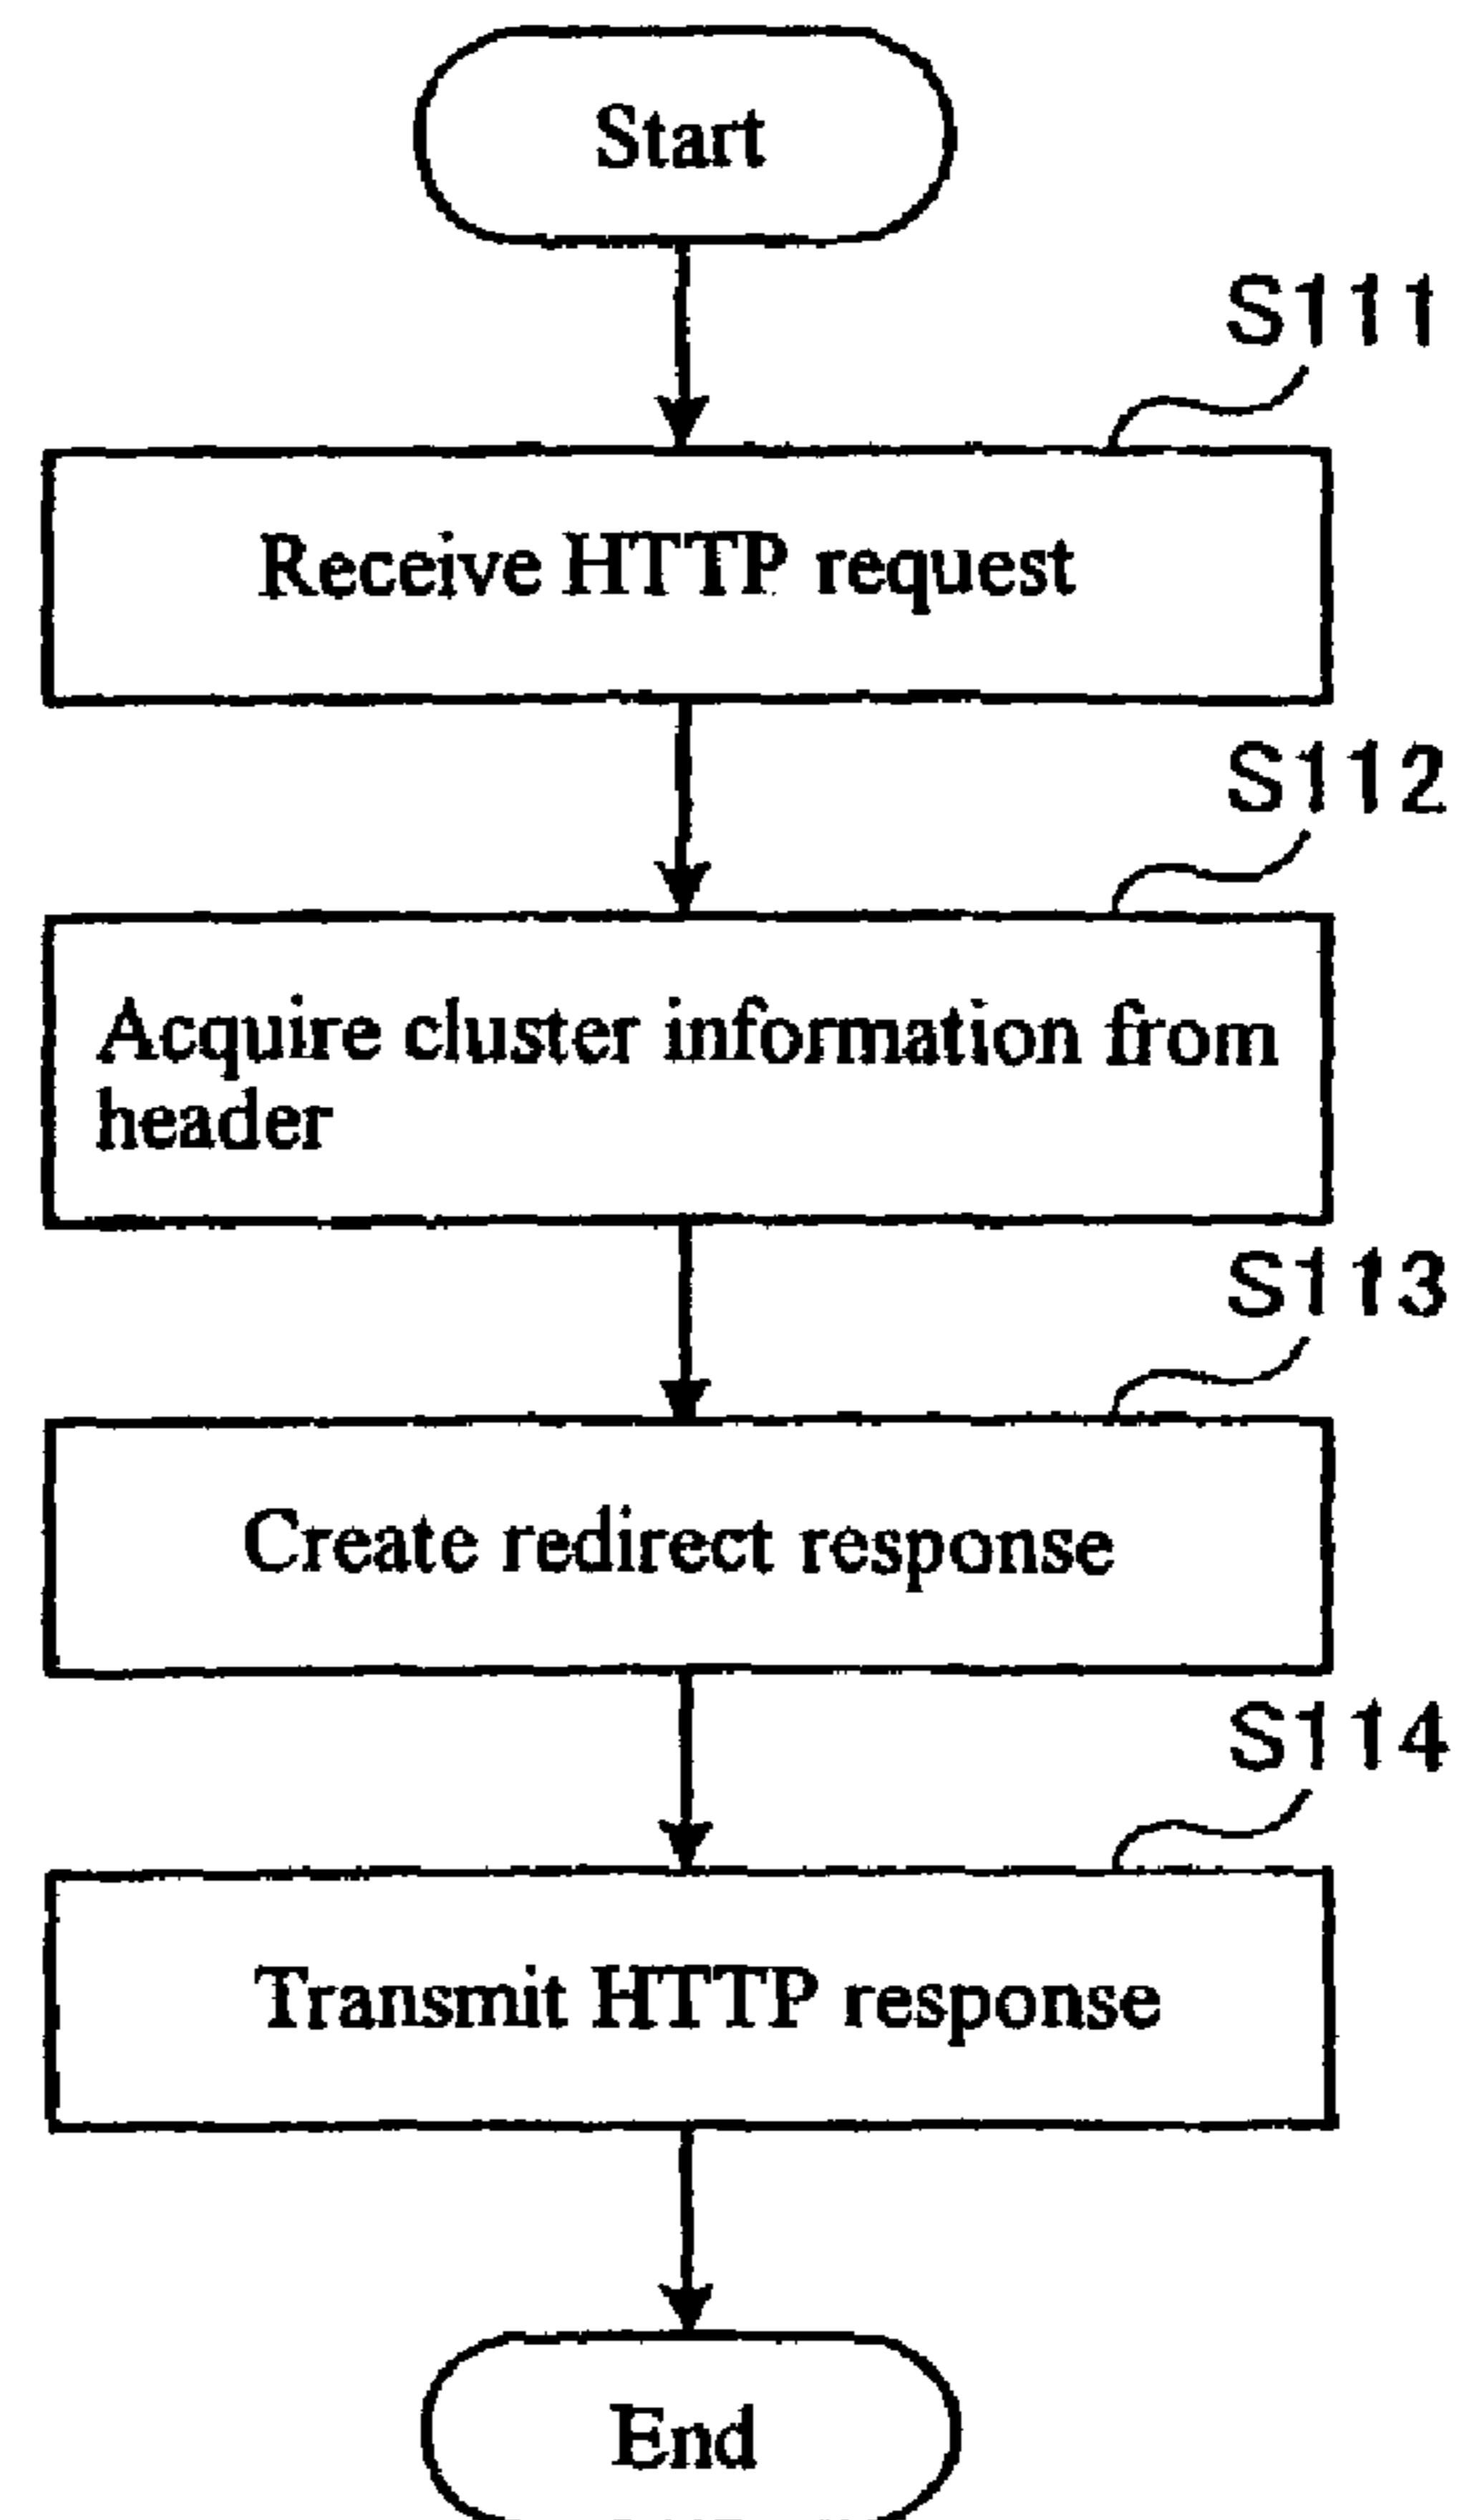 Start
S111
Receive HTTP request
S112
Acquire cluster information from
header
S113
Create redirect response
S114
Transmit HTTP response
End